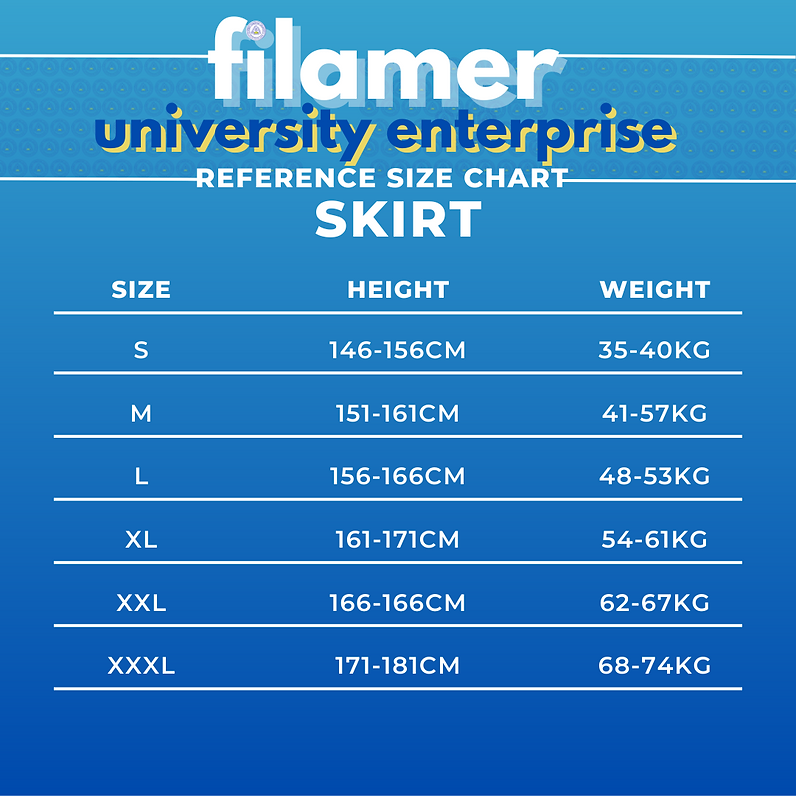 filamer
university enterprise
REFERENCE SIZE CHART
SKIRT
SIZE HEIGHT WEIGHT
S 146-156CM 35-40KG
M 151-161CM 41-57KG
L 156-166CM 48-53KG
XL 161-171CM 54-61KG
XXL 166-166CM 62-67KG
XXXL 171-181CM 68-74KG